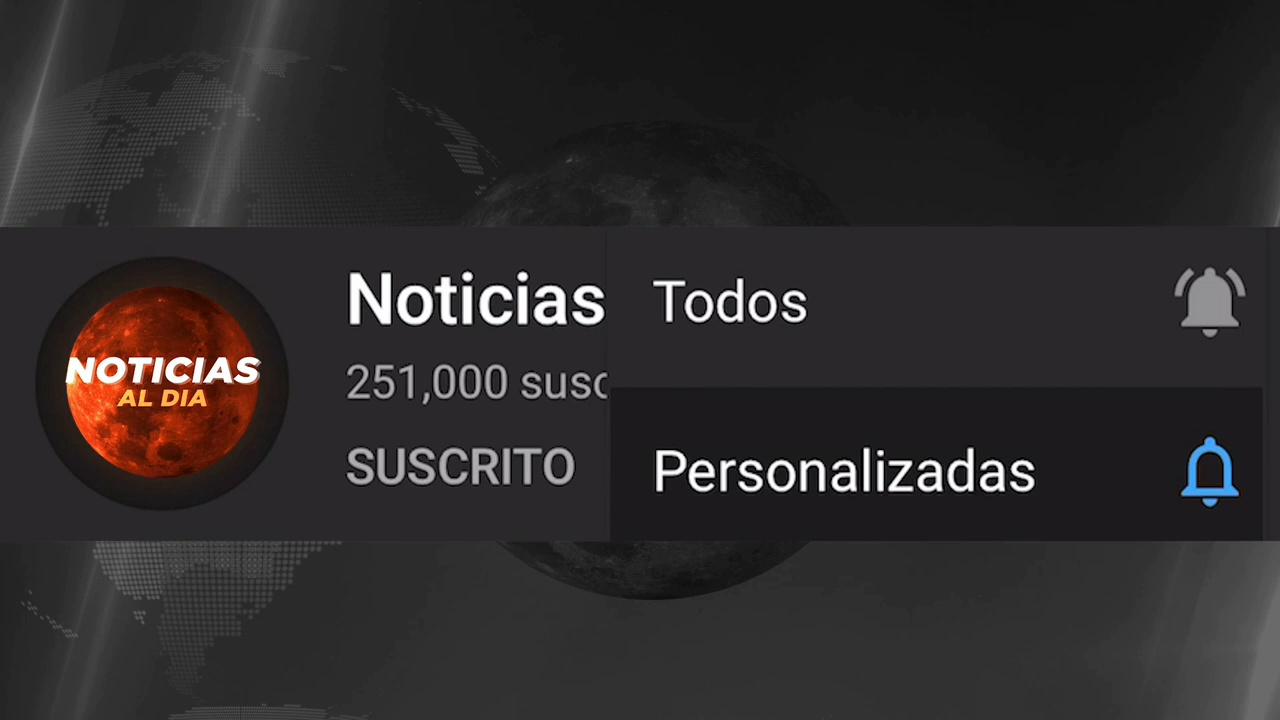 NOTICIAS
AL DIA
Noticias
251,000 susc
SUSCRITO
Todos
Personalizadas